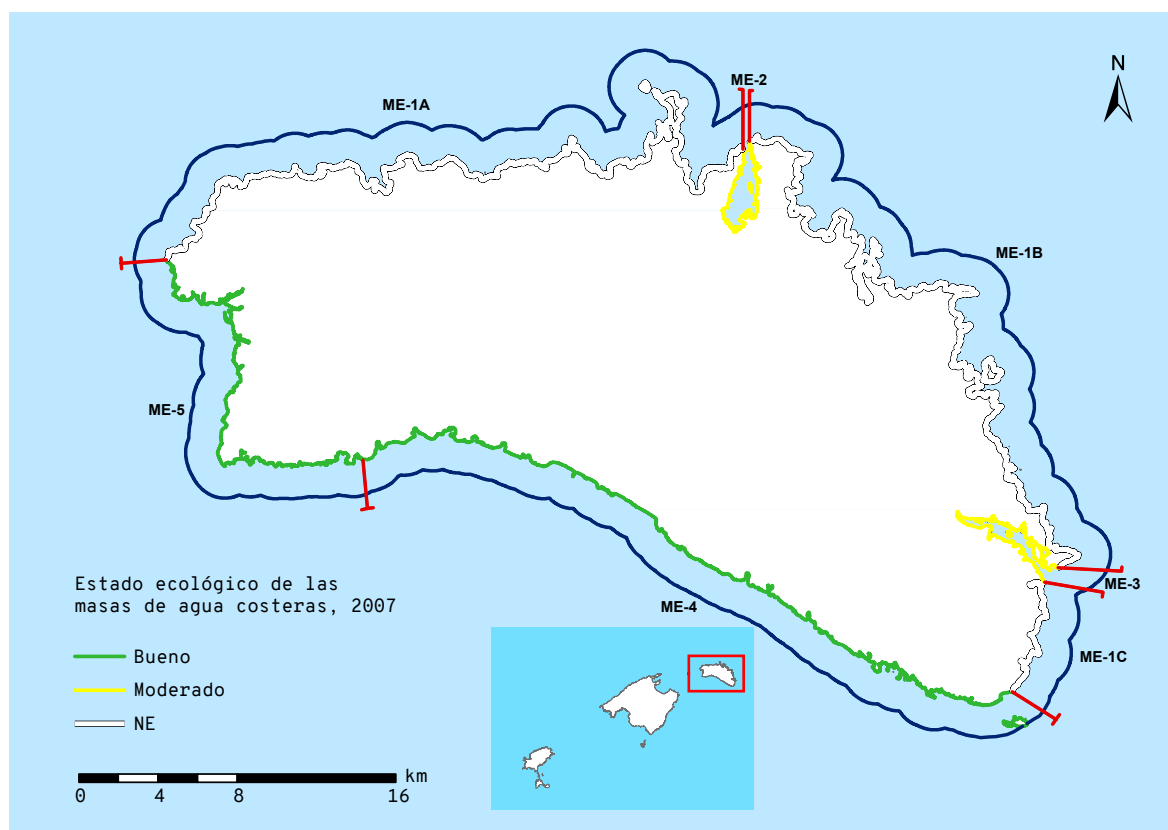 N
ME-2
ME-1A
ME-1B
ME-5
ME-3
ME-4
ME-1C
Estado ecológico de las
masas de agua costeras, 2007
Bueno
Moderado
NE
km
0 4 8 16